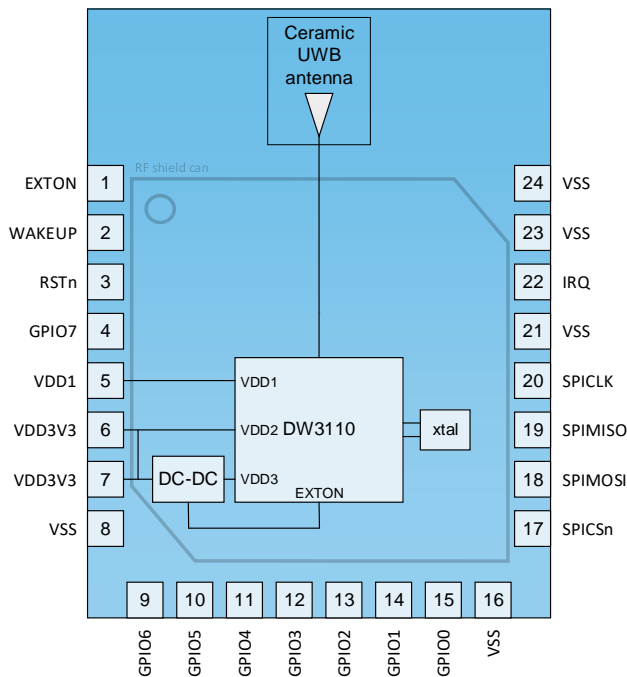 Ceramic
UWB
antenna
RF shield can
EXTON 1
WAKEUP 2
RSTn 3
GPIO7 4
VDD1 5
VDD3V3 6
VDD3V3 7
VSS 8
24 VSS
23 VSS
22 IRQ
21 VSS
20 SPICLK
19 SPIMISO
18 SPIMOSI
17 SPICSn
VDD1
VDD2 DW3110
VDD3
EXTON
xtal
DC-DC
9 10 11 12 13 14 15 16
GPIO6
GPIO5
GPIO4
GPIO3
GPIO2
GPIO1
GPIO0
VSS